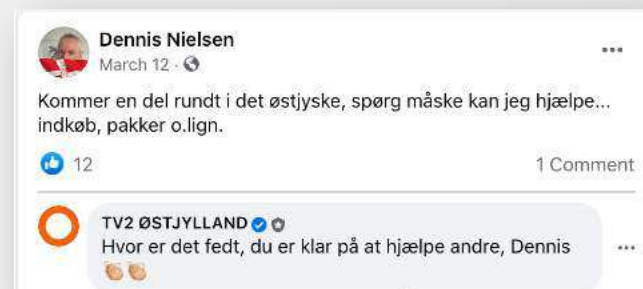 Dennis Nielsen
March 12 ·
Kommer en del rundt i det østjyske, spørg måske kan jeg hjælpe...
indkøb, pakker o.lign.
12
1 Comment
TV2 ØSTJYLLAND
Hvor er det fedt, du er klar på at hjælpe andre, Dennis
👏🏼👏🏼